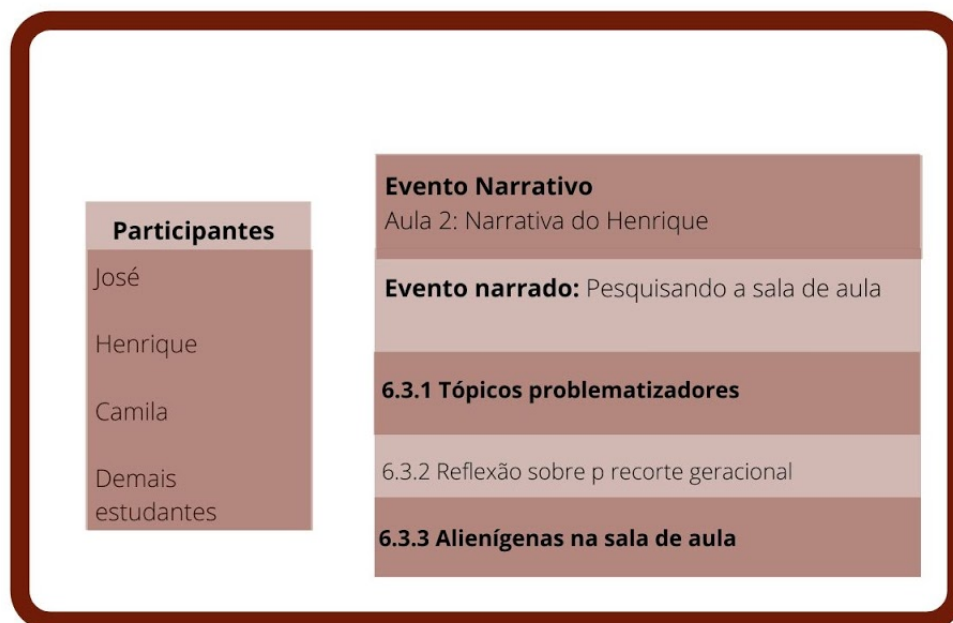 Participantes
José
Henrique
Camila
Demais
estudantes
Evento Narrativo
Aula 2: Narrativa do Henrique
Evento narrado: Pesquisando a sala de aula
6.3.1 Tópicos problematizadores
6.3.2 Reflexão sobre p recorte geracional
6.3.3 Alienígenas na sala de aula